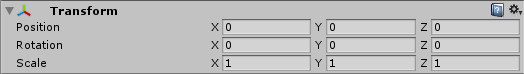 Transform
Position X 0 Y 0 Z 0
Rotation X 0 Y 0 Z 0
Scale X 1 Y 1 Z 1